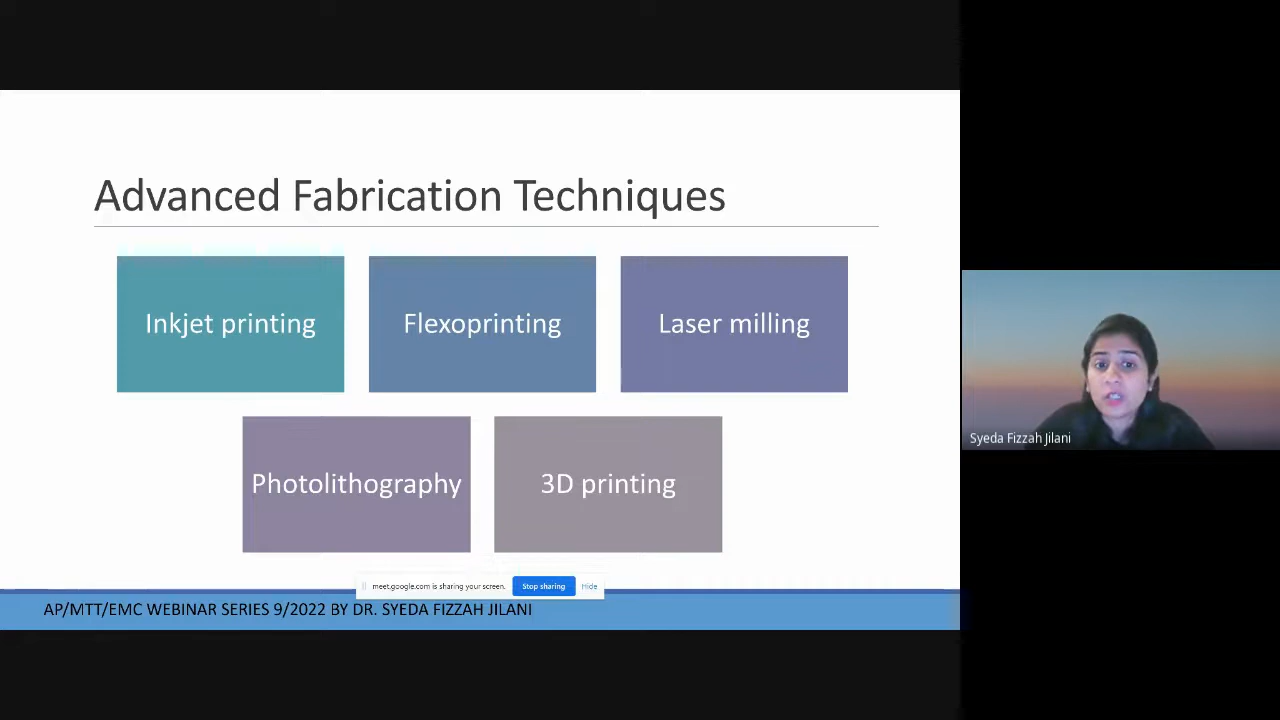 Advanced Fabrication Techniques
Inkjet printing
Flexoprinting
Laser milling
Photolithography
3D printing
Syeda Fizzah Jilani
meet.google.com is sharing your screen.
Stop sharing
Hide
AP/MTT/EMC WEBINAR SERIES 9/2022 BY DR. SYEDA FIZZAH JILANI